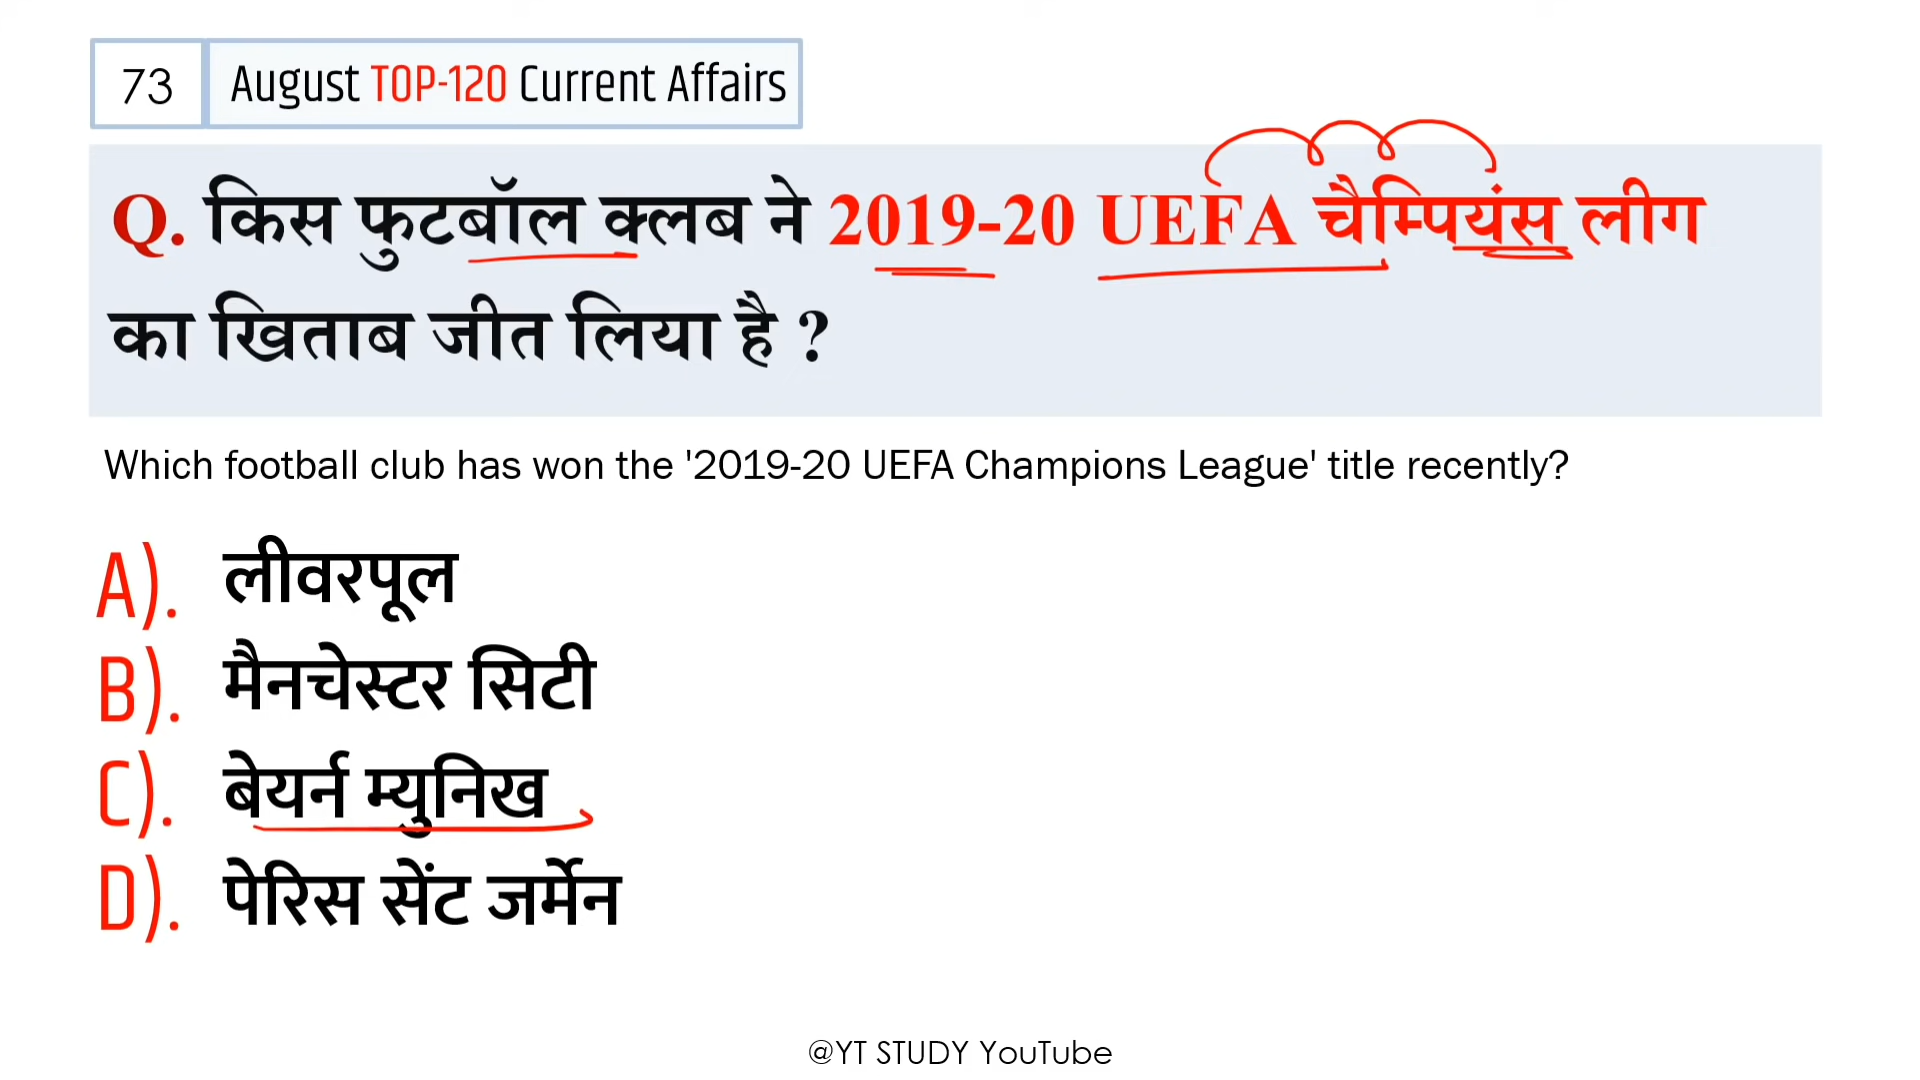 73 August TOP-120 Current Affairs
Q. किस फुटबॉल क्लब ने 2019-20 UEFA चैम्पियंस लीग
का खिताब जीत लिया है ?
Which football club has won the '2019-20 UEFA Champions League' title recently?
A). लीवरपूल
B). मैनचेस्टर सिटी
C). बेयर्न म्युनिख
D). पेरिस सेंट जर्मेन
@YT STUDY YouTube